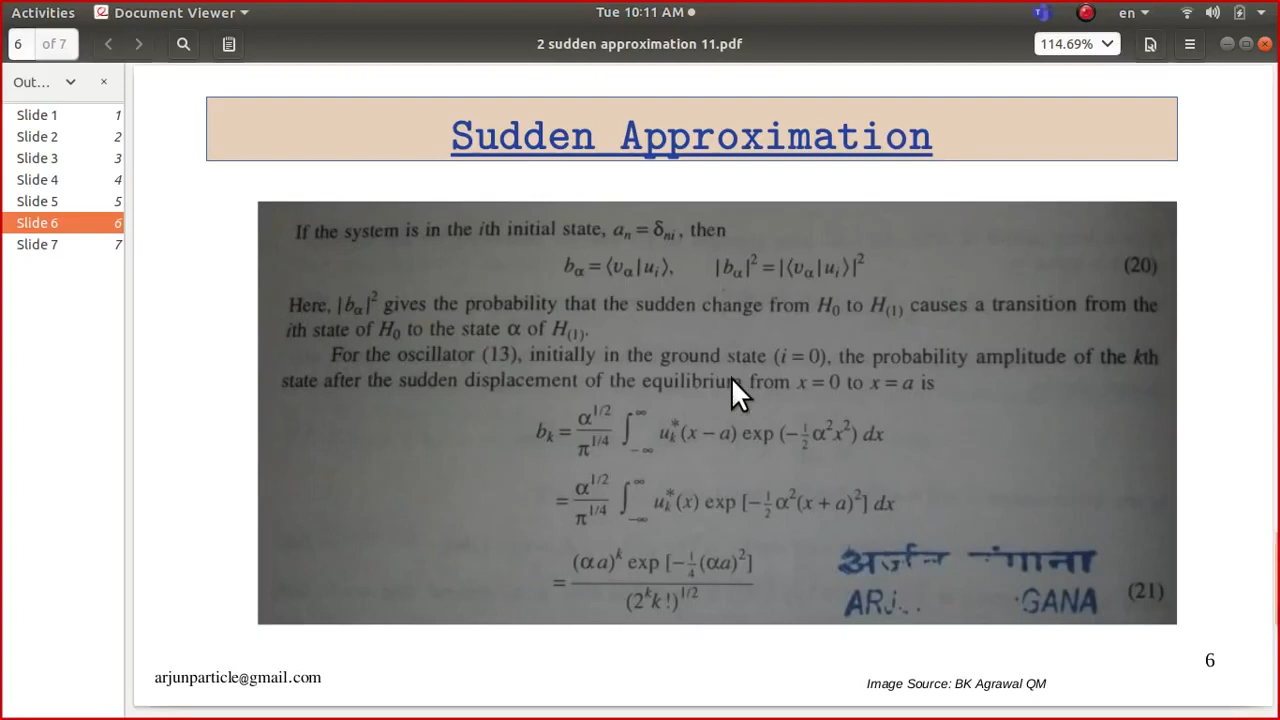 Activities Document Viewer Tue 10:11 AM en
6 of 7 2 sudden approximation 11.pdf 114.69%
Out... ×
Slide 1 1
Slide 2 2
Slide 3 3
Slide 4 4
Slide 5 5
Slide 6 6
Slide 7 7
Sudden Approximation
If the system is in the ith initial state, aₙ = δₙᵢ, then
b_α = ⟨v_α|uᵢ⟩, |b_α|² = |⟨v_α|uᵢ⟩|² (20)
Here, |b_α|² gives the probability that the sudden change from H₀ to H₍₁₎ causes a transition from the
ith state of H₀ to the state α of H₍₁₎.
For the oscillator (13), initially in the ground state (i = 0), the probability amplitude of the kth
state after the sudden displacement of the equilibrium from x = 0 to x = a is
b_k = α^{1/2}/π^{1/4} ∫_{-∞}^{∞} u_k^*(x − a) exp (−½α²x²) dx
= α^{1/2}/π^{1/4} ∫_{-∞}^{∞} u_k^*(x) exp [−½α²(x + a)²] dx
= (αa)^k exp [−¼(αa)²] / (2^k k!)^{1/2} (21)
6
arjunparticle@gmail.com
Image Source: BK Agrawal QM